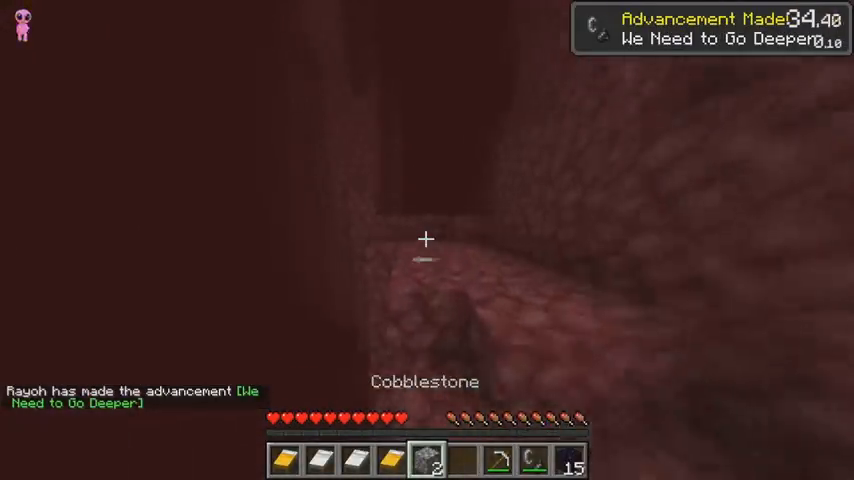 Advancement Made
34.40
We Need to Go Deeper
0.10
Cobblestone
Rayoh has made the advancement [We
Need to Go Deeper]
2
15